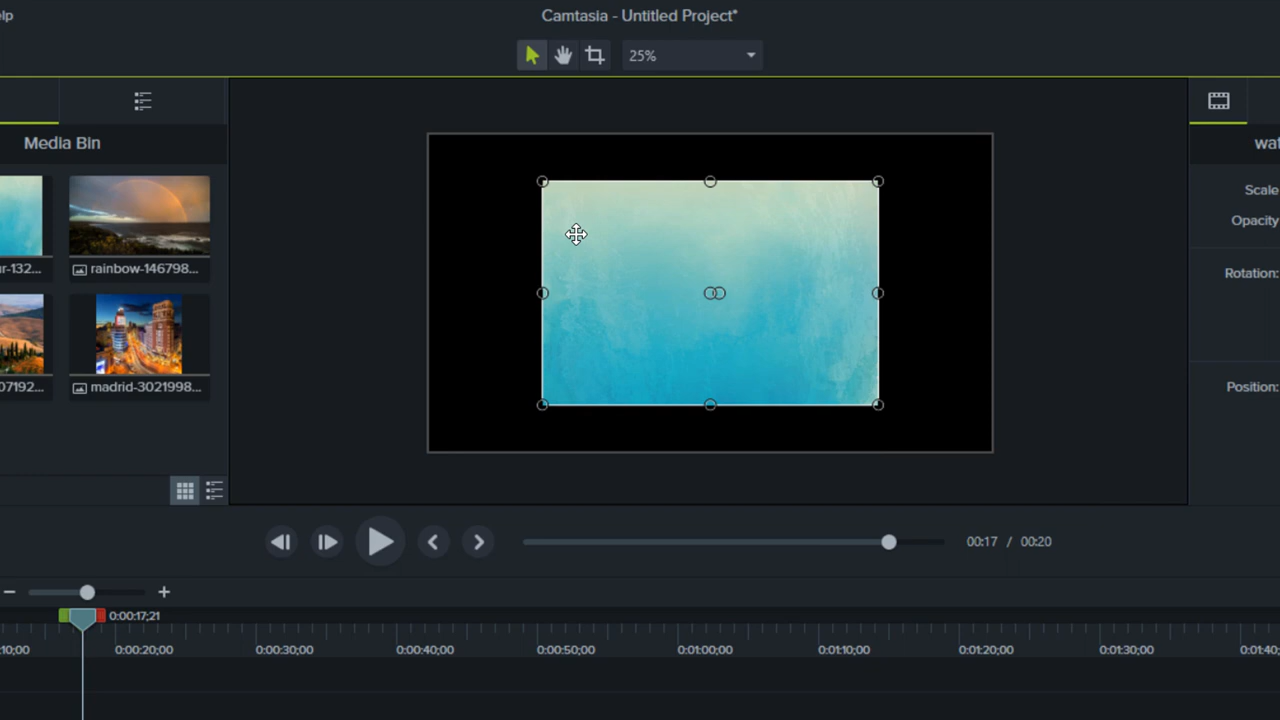 lp
Camtasia - Untitled Project*
25%
Media Bin
r-132...
rainbow-146798...
07192...
madrid-3021998...
wat
Scale
Opacity
Rotation:
Position:
00:17 / 00:20
0:00:17;21
10;00
0:00:20;00
0:00:30;00
0:00:40;00
0:00:50;00
0:01:00;00
0:01:10;00
0:01:20;00
0:01:30;00
0:01:40;